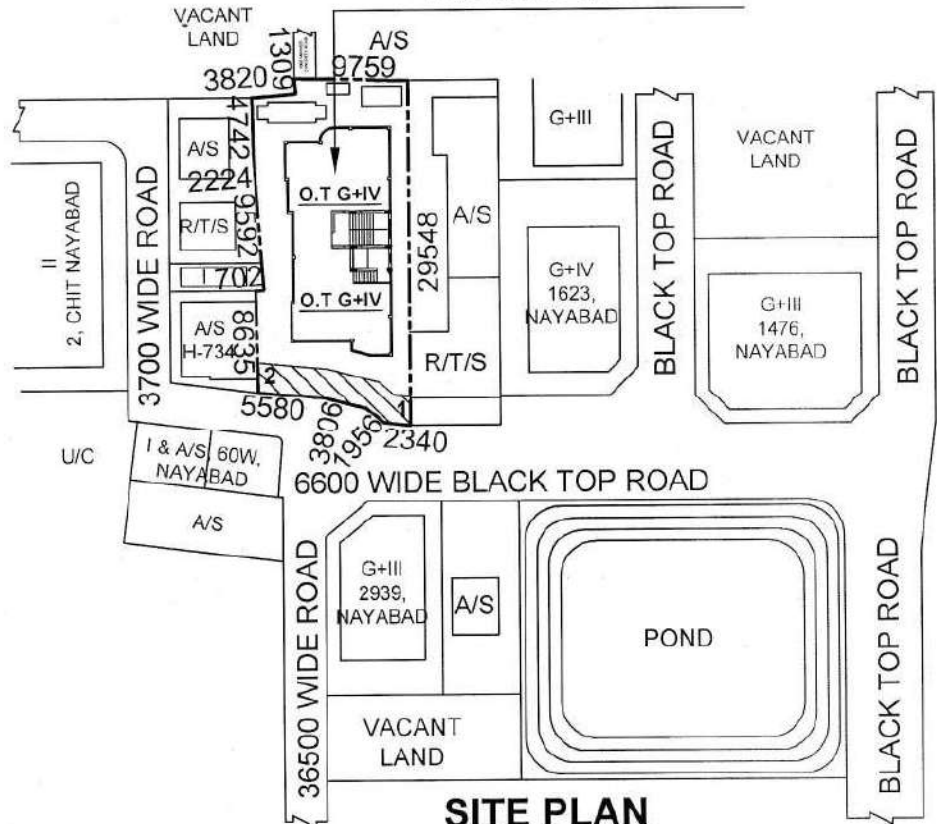 VACANT
LAND
A/S
1309
3820
9759
4742
A/S
2224
R/T/S
9592
702
A/S
H-734
8635
O.T G+IV
O.T G+IV
29548
A/S
R/T/S
G+III
G+IV
1623,
NAYABAD
BLACK TOP ROAD
VACANT
LAND
G+III
1476,
NAYABAD
BLACK TOP ROAD
II
2, CHIT NAYABAD
3700 WIDE ROAD
2
1
5580
3806
1956
2340
U/C
I & A/S, 60W,
NAYABAD
A/S
6600 WIDE BLACK TOP ROAD
36500 WIDE ROAD
G+III
2939,
NAYABAD
A/S
POND
BLACK TOP ROAD
VACANT
LAND
SITE PLAN